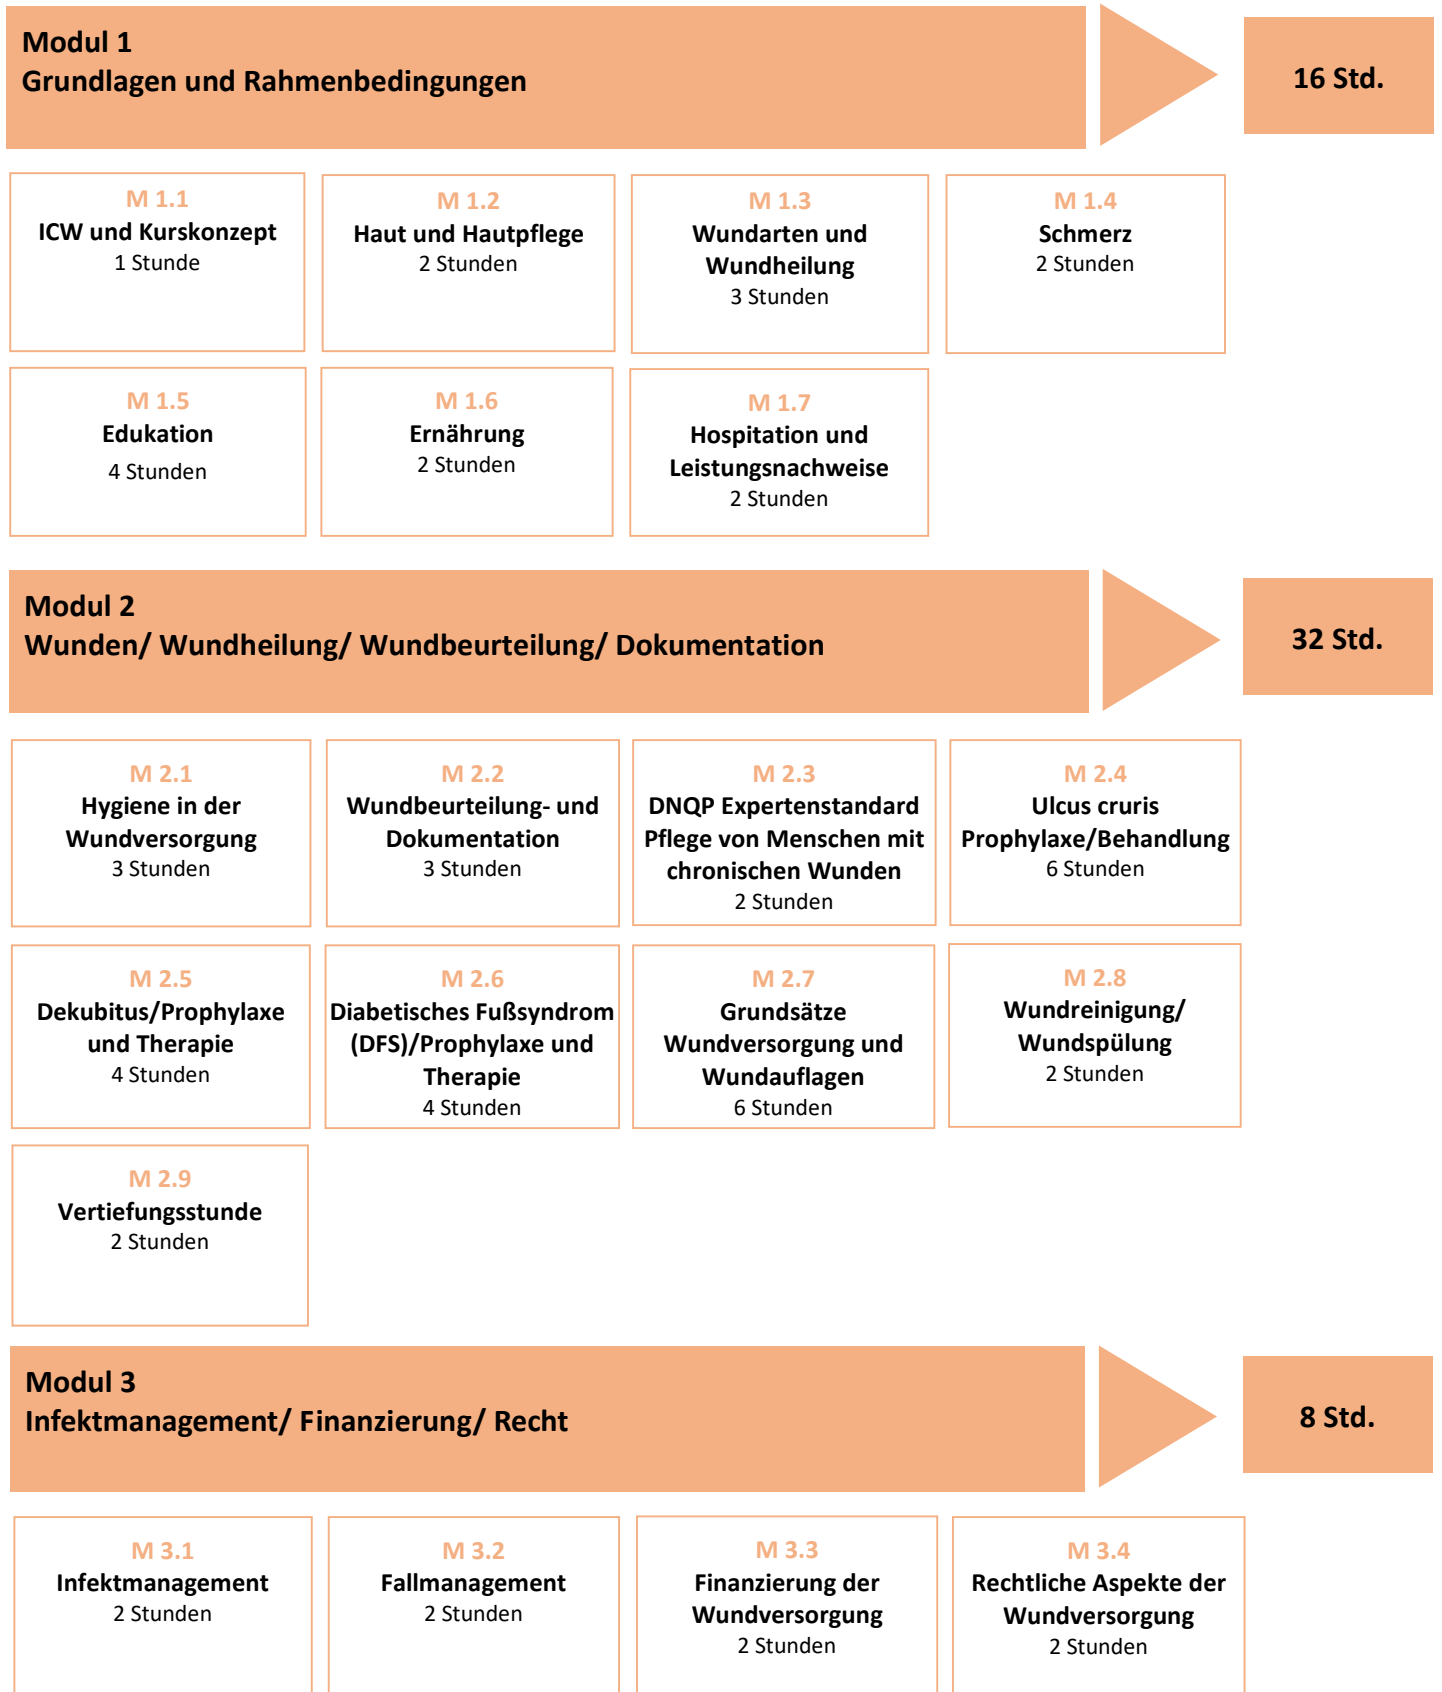 Modul 1
Grundlagen und Rahmenbedingungen
16 Std.
M 1.1
ICW und Kurskonzept
1 Stunde
M 1.2
Haut und Hautpflege
2 Stunden
M 1.3
Wundarten und
Wundheilung
3 Stunden
M 1.4
Schmerz
2 Stunden
M 1.5
Edukation
4 Stunden
M 1.6
Ernährung
2 Stunden
M 1.7
Hospitation und
Leistungsnachweise
2 Stunden
Modul 2
Wunden/ Wundheilung/ Wundbeurteilung/ Dokumentation
32 Std.
M 2.1
Hygiene in der
Wundversorgung
3 Stunden
M 2.2
Wundbeurteilung- und
Dokumentation
3 Stunden
M 2.3
DNQP Expertenstandard
Pflege von Menschen mit
chronischen Wunden
2 Stunden
M 2.4
Ulcus cruris
Prophylaxe/Behandlung
6 Stunden
M 2.5
Dekubitus/Prophylaxe
und Therapie
4 Stunden
M 2.6
Diabetisches Fußsyndrom
(DFS)/Prophylaxe und
Therapie
4 Stunden
M 2.7
Grundsätze
Wundversorgung und
Wundauflagen
6 Stunden
M 2.8
Wundreinigung/
Wundspülung
2 Stunden
M 2.9
Vertiefungsstunde
2 Stunden
Modul 3
Infektmanagement/ Finanzierung/ Recht
8 Std.
M 3.1
Infektmanagement
2 Stunden
M 3.2
Fallmanagement
2 Stunden
M 3.3
Finanzierung der
Wundversorgung
2 Stunden
M 3.4
Rechtliche Aspekte der
Wundversorgung
2 Stunden